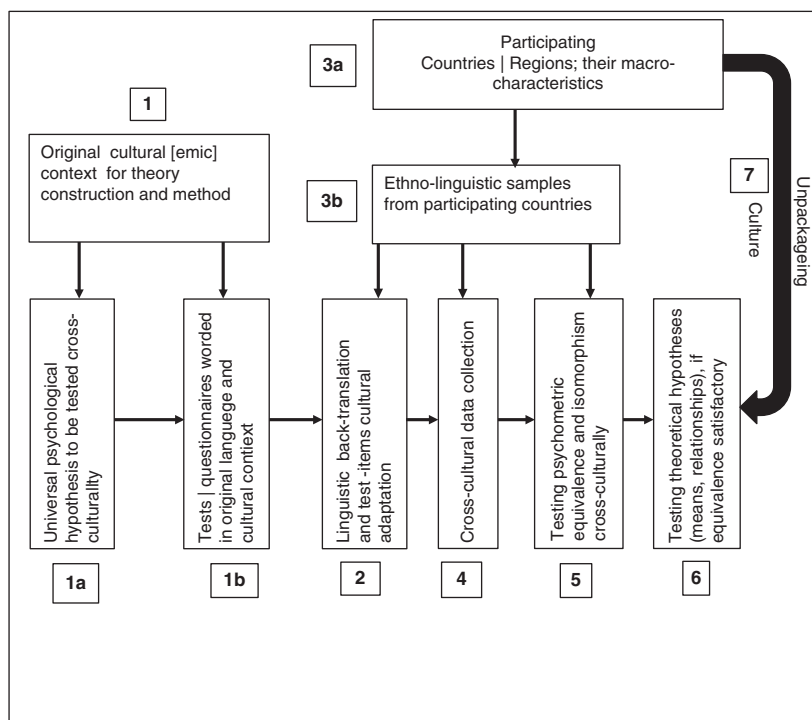 3a
Participating
Countries | Regions; their macro-
characteristics
1
Original cultural [emic]
context for theory
construction and method
3b
Ethno-linguistic samples
from participating countries
7
Unpackageing
Culture
Universal psychological
hypothesis to be tested cross-
culturality
Tests | questionnaires worded
in original languege and
cultural contiext
Linguistic back-translation
and test -items cultural
adaptation
Cross-cultural data collection
Testing psychometric
equivalence and isomorphism
cross-culturally
Testing theoretical hypotheses
(means, relationships), if
equivalence satisfactory
1a
1b
2
4
5
6